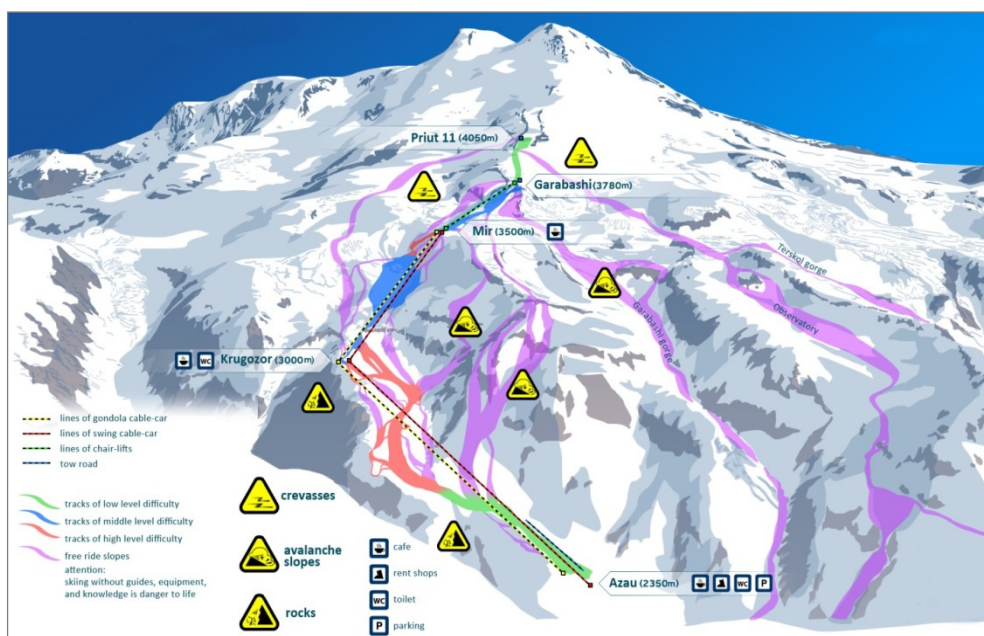 Priut 11 (4050m)
Garabashi (3780m)
Mir (3500m)
Terskol gorge
Observatory
Garabashi gorge
WC Krugozor (3000m)
lines of gondola cable-car
lines of swing cable-car
lines of chair-lifts
tow road
tracks of low level difficulty
tracks of middle level difficulty
tracks of high level difficulty
free ride slopes
attention:
skiing without guides, equipment,
and knowledge is danger to life
crevasses
avalanche
slopes
rocks
cafe
rent shops
WC toilet
P parking
Azau (2350m) WC P